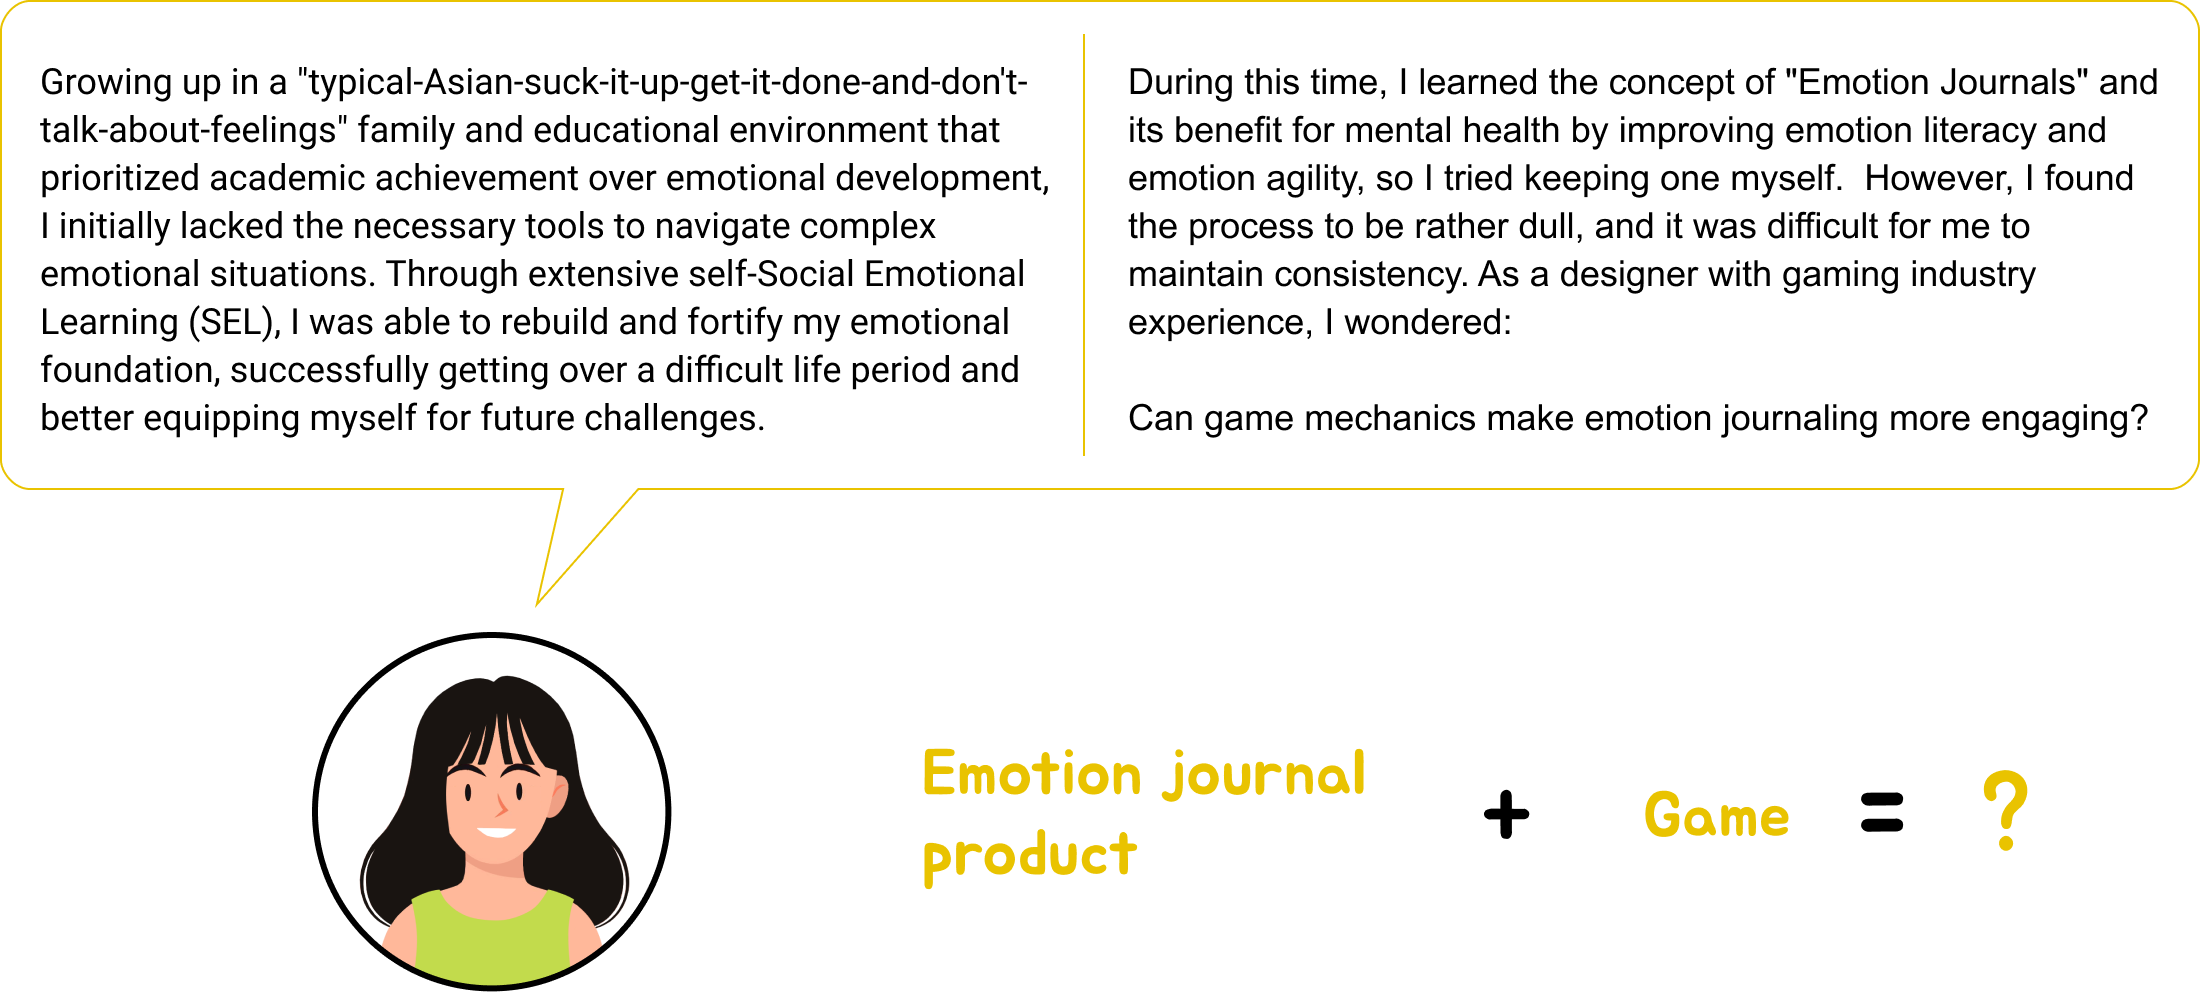 Growing up in a "typical-Asian-suck-it-up-get-it-done-and-don't-
talk-about-feelings" family and educational environment that
prioritized academic achievement over emotional development,
I initially lacked the necessary tools to navigate complex
emotional situations. Through extensive self-Social Emotional
Learning (SEL), I was able to rebuild and fortify my emotional
foundation, successfully getting over a difficult life period and
better equipping myself for future challenges.
During this time, I learned the concept of "Emotion Journals" and
its benefit for mental health by improving emotion literacy and
emotion agility, so I tried keeping one myself.  However, I found
the process to be rather dull, and it was difficult for me to
maintain consistency. As a designer with gaming industry
experience, I wondered:
Can game mechanics make emotion journaling more engaging?
Emotion journal
product
+ Game = ?